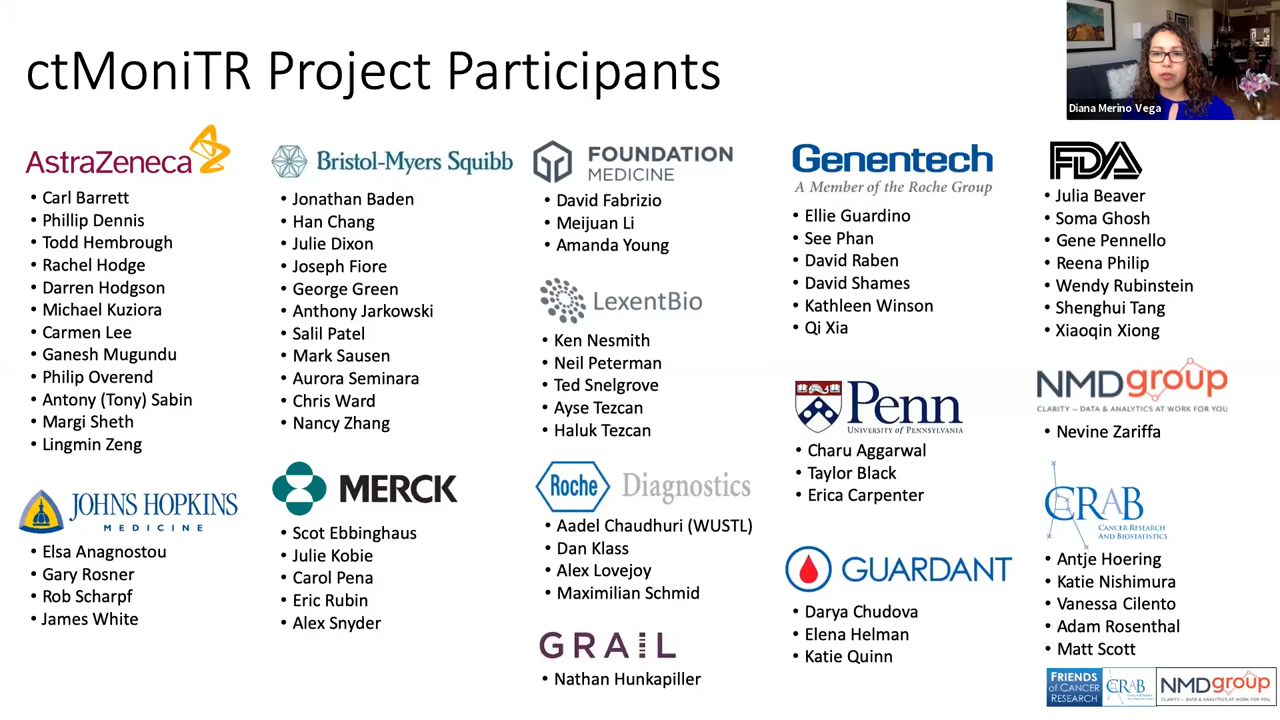 ctMoniTR Project Participants
Diana Merino Vega
AstraZeneca
• Carl Barrett
• Phillip Dennis
• Todd Hembrough
• Rachel Hodge
• Darren Hodgson
• Michael Kuziora
• Carmen Lee
• Ganesh Mugundu
• Philip Overend
• Antony (Tony) Sabin
• Margi Sheth
• Lingmin Zeng
JOHNS HOPKINS
MEDICINE
• Elsa Anagnostou
• Gary Rosner
• Rob Scharpf
• James White
Bristol-Myers Squibb
• Jonathan Baden
• Han Chang
• Julie Dixon
• Joseph Fiore
• George Green
• Anthony Jarkowski
• Salil Patel
• Mark Sausen
• Aurora Seminara
• Chris Ward
• Nancy Zhang
MERCK
• Scot Ebbinghaus
• Julie Kobie
• Carol Pena
• Eric Rubin
• Alex Snyder
FOUNDATION
MEDICINE
• David Fabrizio
• Meijuan Li
• Amanda Young
LexentBio
• Ken Nesmith
• Neil Peterman
• Ted Snelgrove
• Ayse Tezcan
• Haluk Tezcan
Roche Diagnostics
• Aadel Chaudhuri (WUSTL)
• Dan Klass
• Alex Lovejoy
• Maximilian Schmid
GRAIL
• Nathan Hunkapiller
Genentech
A Member of the Roche Group
• Ellie Guardino
• See Phan
• David Raben
• David Shames
• Kathleen Winson
• Qi Xia
Penn
UNIVERSITY OF PENNSYLVANIA
• Charu Aggarwal
• Taylor Black
• Erica Carpenter
GUARDANT
• Darya Chudova
• Elena Helman
• Katie Quinn
FDA
• Julia Beaver
• Soma Ghosh
• Gene Pennello
• Reena Philip
• Wendy Rubinstein
• Shenghui Tang
• Xiaoqin Xiong
NMDgroup
CLARITY – DATA & ANALYTICS AT WORK FOR YOU
• Nevine Zariffa
CRAB
CANCER RESEARCH
AND BIOSTATISTICS
• Antje Hoering
• Katie Nishimura
• Vanessa Cilento
• Adam Rosenthal
• Matt Scott
FRIENDS
of CANCER
RESEARCH
CRAB
NMDgroup
CLARITY – DATA & ANALYTICS AT WORK FOR YOU